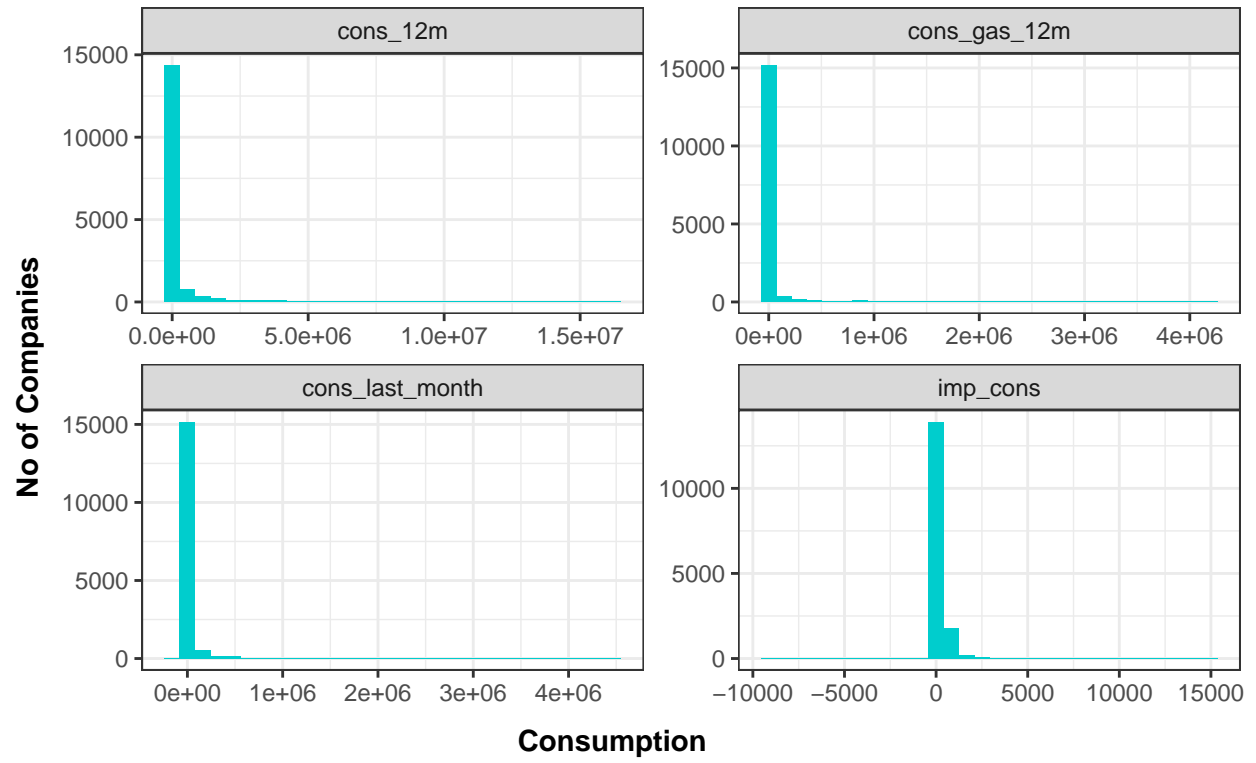 cons_12m
cons_gas_12m
15000
10000
5000
0
0.0e+00 5.0e+06 1.0e+07 1.5e+07
15000
10000
5000
0
0e+00 1e+06 2e+06 3e+06 4e+06
cons_last_month
imp_cons
15000
10000
5000
0
0e+00 1e+06 2e+06 3e+06 4e+06
10000
5000
0
−10000 −5000 0 5000 10000 15000
No of Companies
Consumption